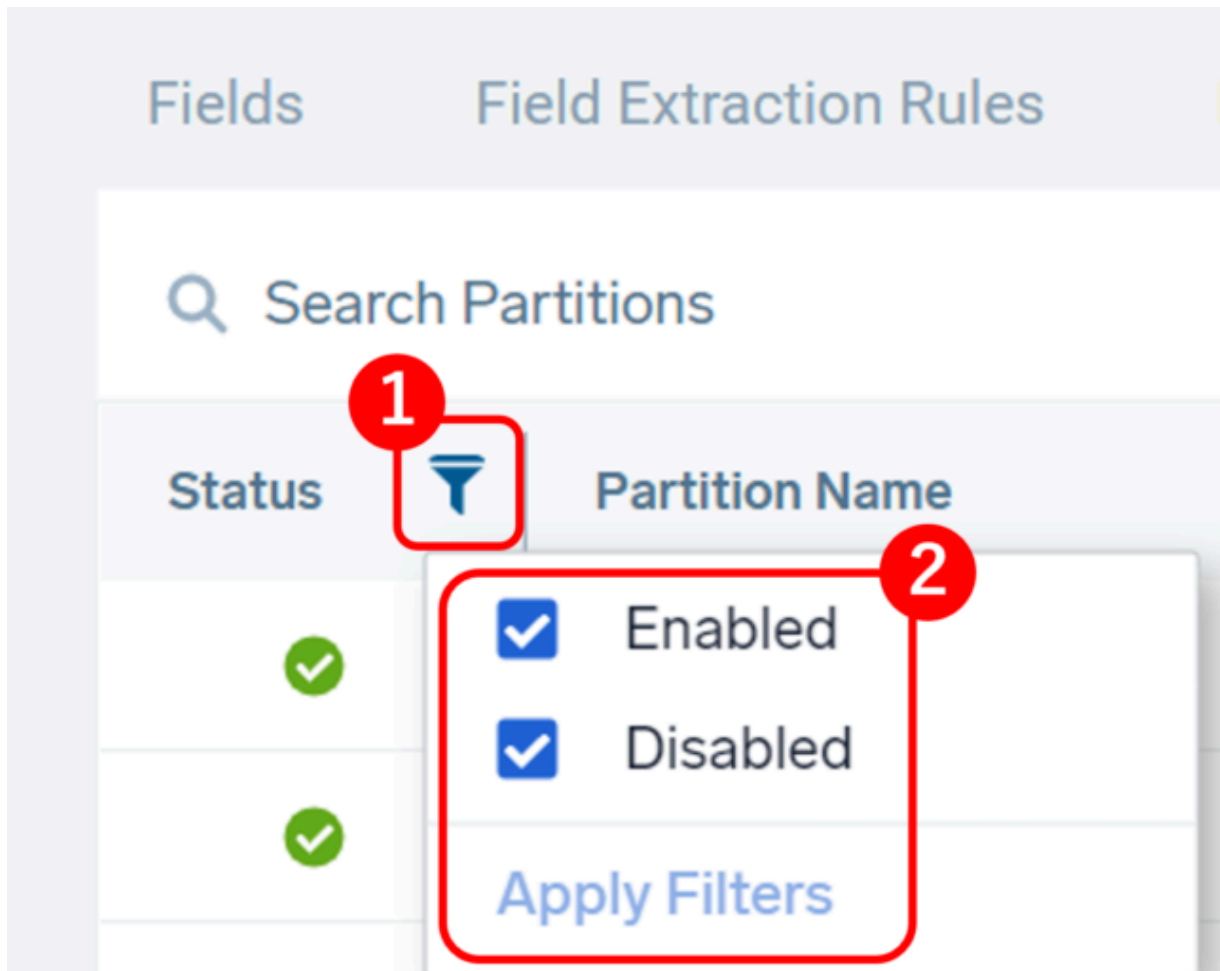 Fields Field Extraction Rules
Search Partitions
1
Status Partition Name
2
Enabled
Disabled
Apply Filters